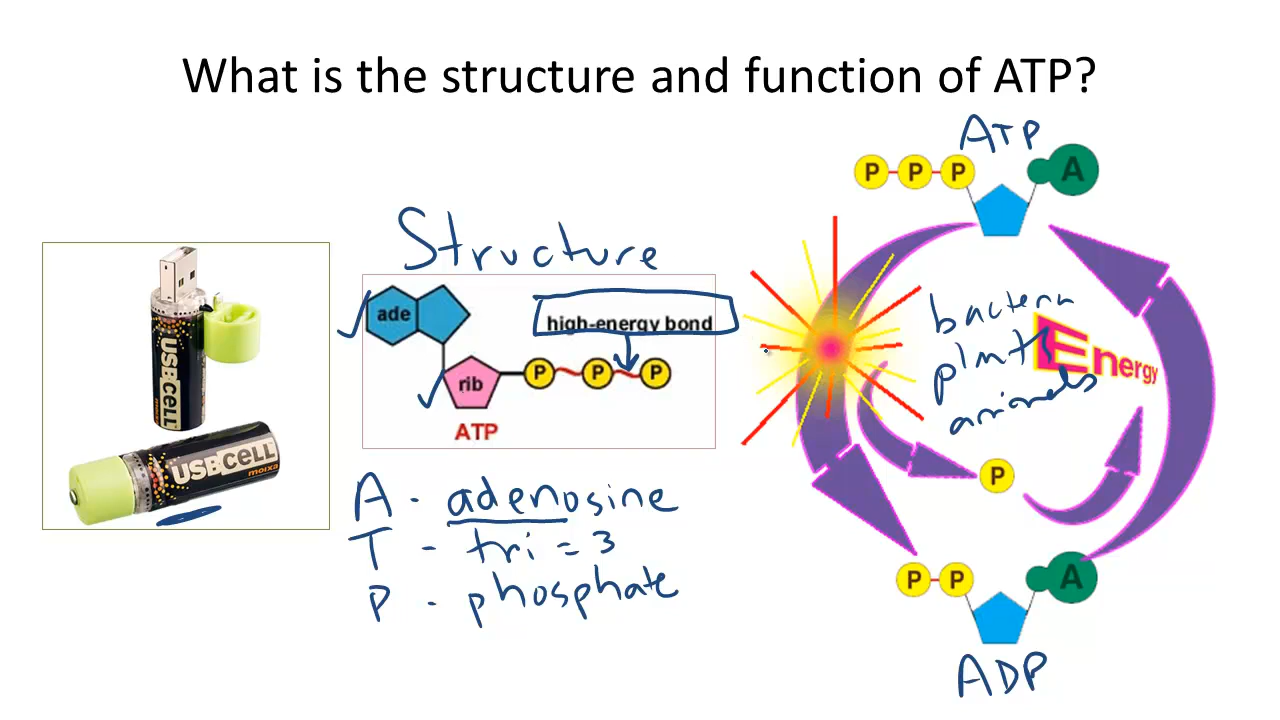 What is the structure and function of ATP?
ATP
P P P A
Structure
ade
high-energy bond
rib P P P
ATP
USBCELL
moixa
USBCELL
moixa
A - adenosine
T - tri = 3
P - phosphate
bacteria
plants
animals
Energy
P
P P A
ADP